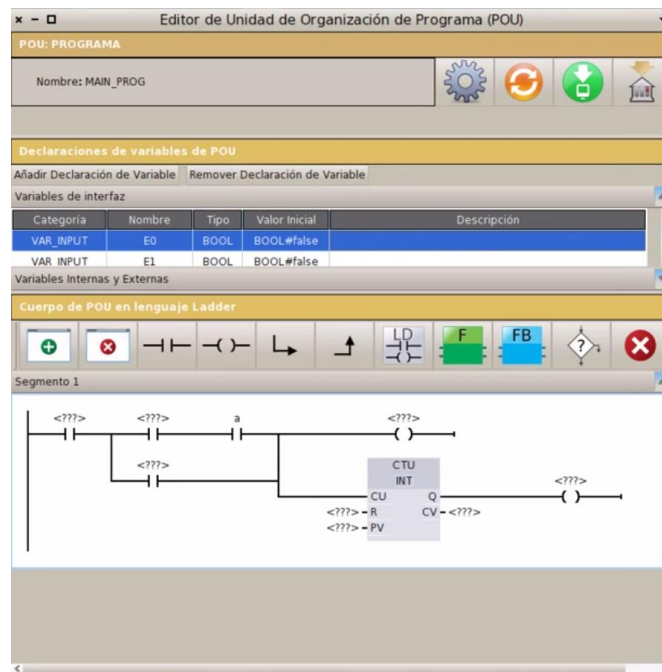 Editor de Unidad de Organización de Programa (POU)
POU: PROGRAMA
Nombre: MAIN_PROG
Declaraciones de variables de POU
Añadir Declaración de Variable Remover Declaración de Variable
Variables de interfaz
Categoría Nombre Tipo Valor Inicial Descripción
VAR_INPUT E0 BOOL BOOL#false
VAR_INPUT E1 BOOL BOOL#false
Variables Internas y Externas
Cuerpo de POU en lenguaje Ladder
LD F FB ?
Segmento 1
<???> <???> a <???>
<???>
CTU
INT
<???>
CU Q
<???> R CV <???>
<???> PV